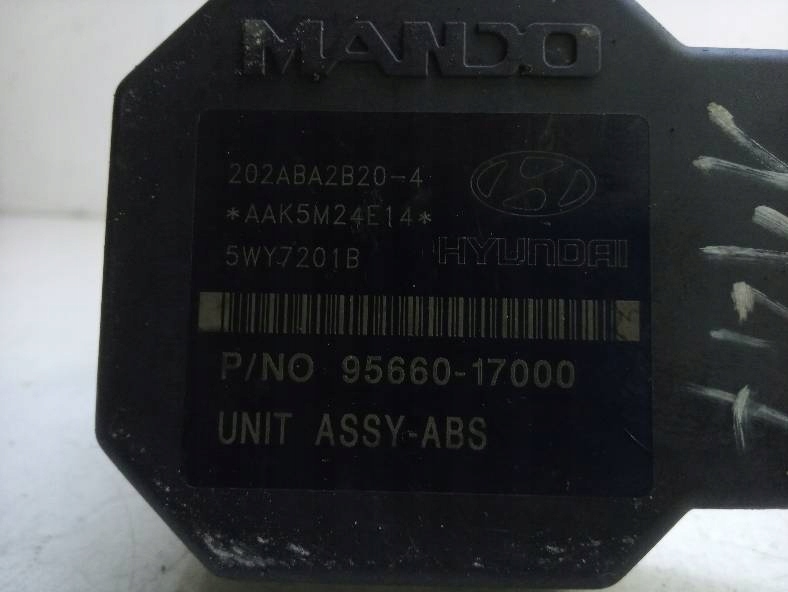 MANDO
202ABA2B20-4
*AAK5M24E14*
5WY7201B
HYUNDAI
P/NO 95660-17000
UNIT ASSY-ABS